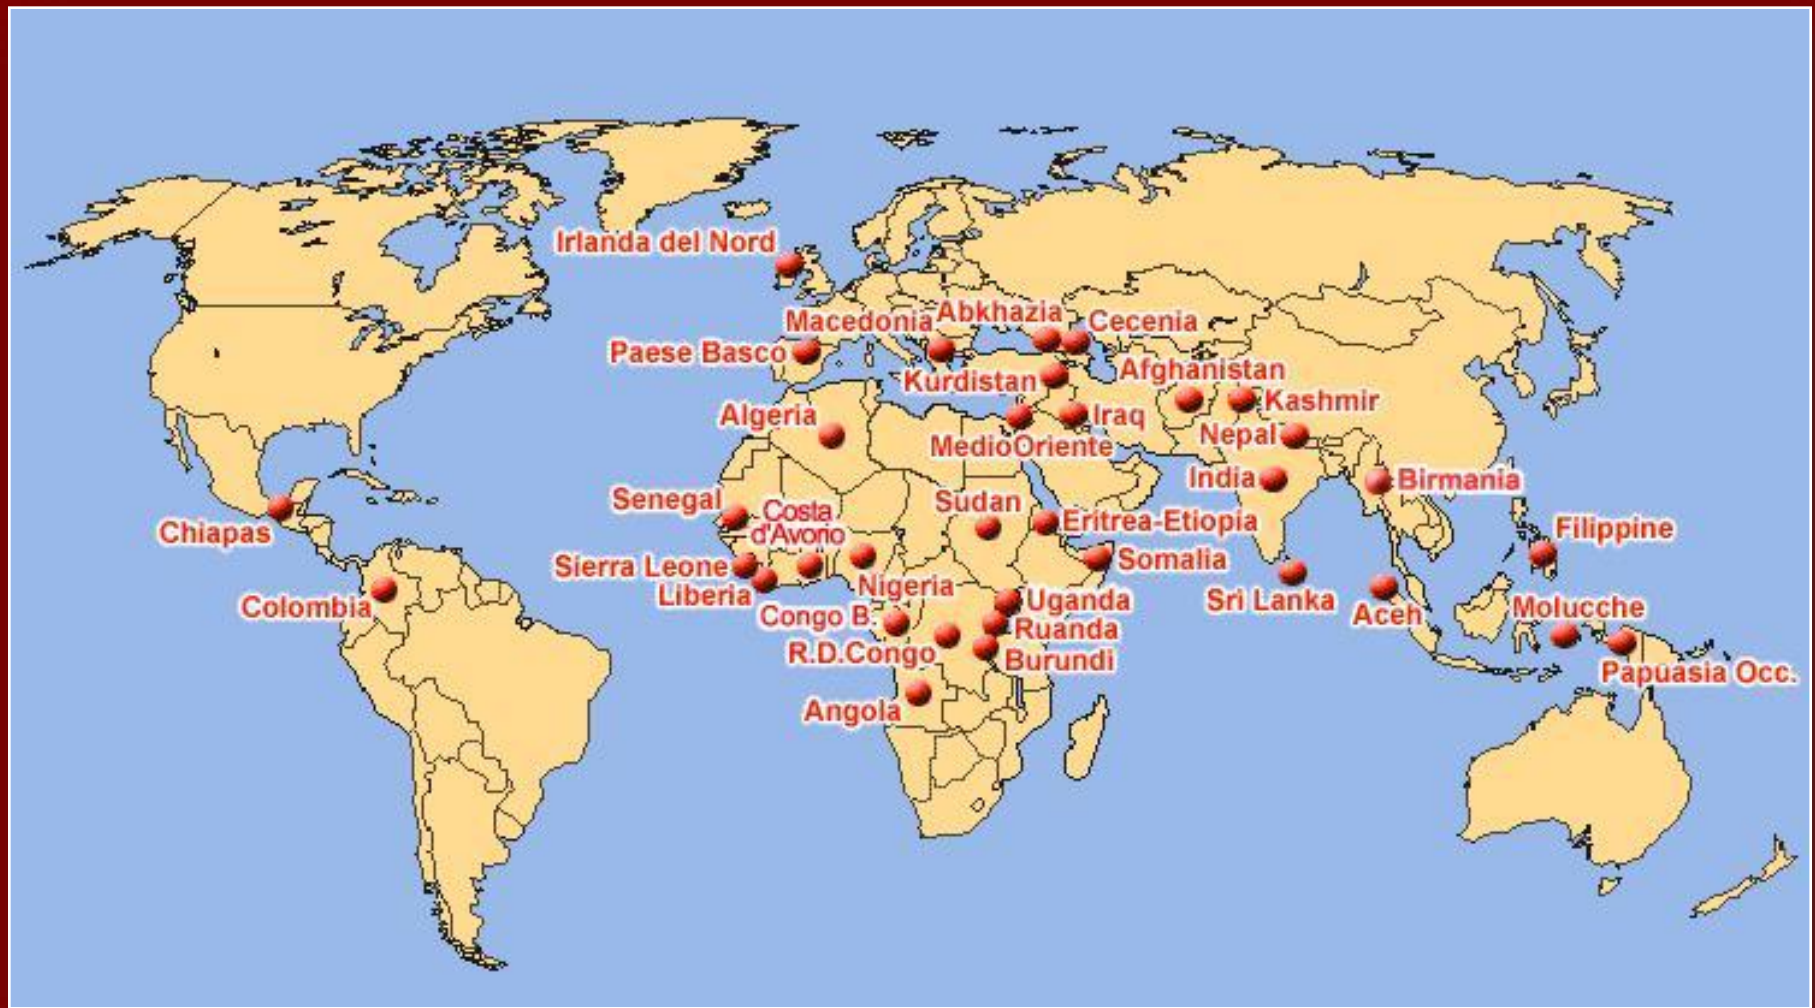 Irlanda del Nord
Macedonia
Abkhazia
Cecenia
Paese Basco
Kurdistan
Afghanistan
Kashmir
Algeria
Iraq
MedioOriente
Nepal
India
Birmania
Senegal
Costa
d'Avorio
Sudan
Eritrea-Etiopia
Filippine
Chiapas
Sierra Leone
Liberia
Nigeria
Somalia
Colombia
Congo B.
Uganda
Sri Lanka
Aceh
Molucche
R.D.Congo
Ruanda
Burundi
Papuasia Occ.
Angola